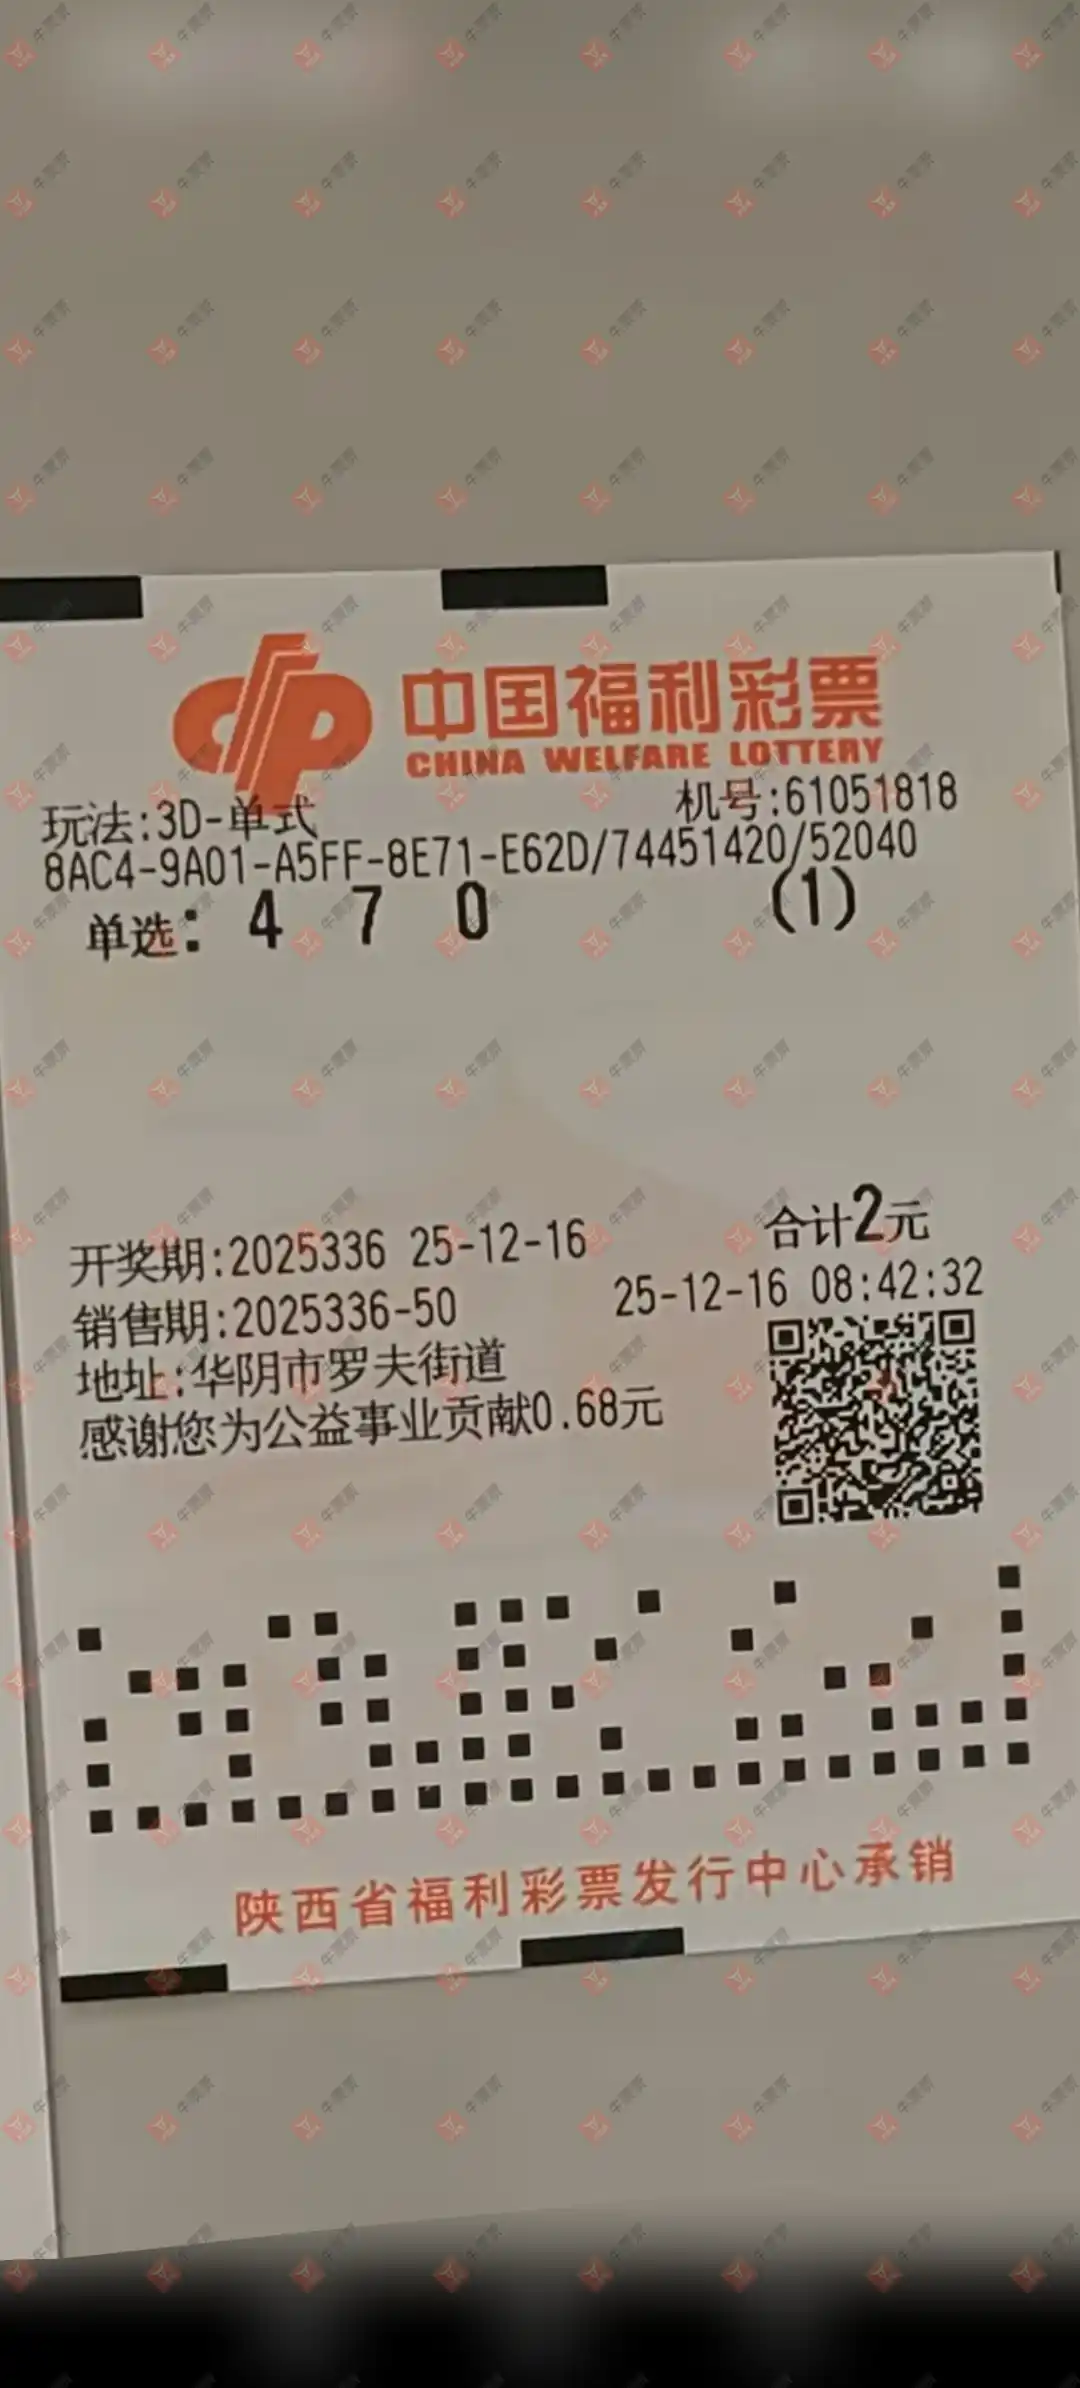 中国福利彩票
CHINA WELFARE LOTTERY
玩法:3D-单式 机号:61051818
8AC4-9A01-A5FF-8E71-E62D/74451420/52040
单选: 4 7 0 (1)
合计2元
开奖期:2025336 25-12-16
销售期:2025336-50 25-12-16 08:42:32
地址:华阴市罗夫街道
感谢您为公益事业贡献0.68元
陕西省福利彩票发行中心承销